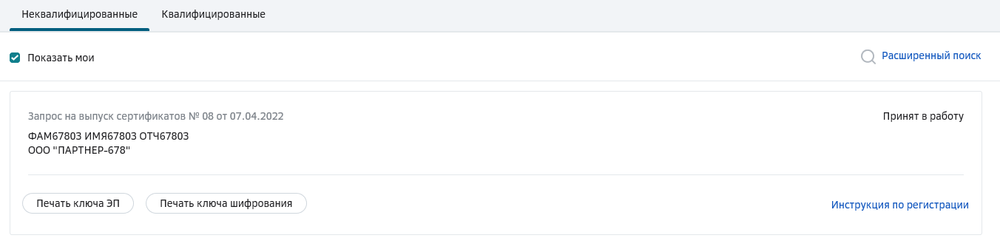 Неквалифицированные Квалифицированные
Показать мои Расширенный поиск
Запрос на выпуск сертификатов № 08 от 07.04.2022 Принят в работу
ФАМ67803 ИМЯ67803 ОТЧ67803
ООО "ПАРТНЕР-678"
Печать ключа ЭП Печать ключа шифрования Инструкция по регистрации